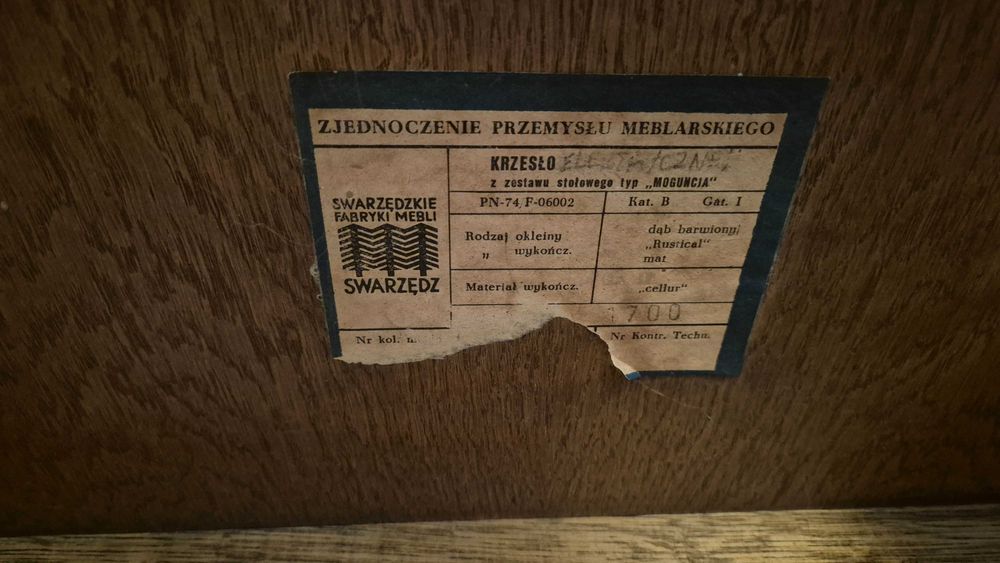 ZJEDNOCZENIE PRZEMYSŁU MEBLARSKIEGO
SWARZĘDZKIE
FABRYKI MEBLI
SWARZĘDZ
KRZESŁO ELEKTRYCZNE
z zestawu stołowego typ „MOGUNCJA"
PN-74/F-06002 Kat. B Gat. I
Rodzaj okleiny dąb barwiony
„ wykończ. „Rustical"
mat
Materiał wykończ. „cellur"
1700
Nr kol. Nr Kontr. Techn.